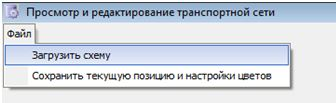 Просмотр и редактирование транспортной сети
Файл
Загрузить схему
Сохранить текущую позицию и настройки цветов